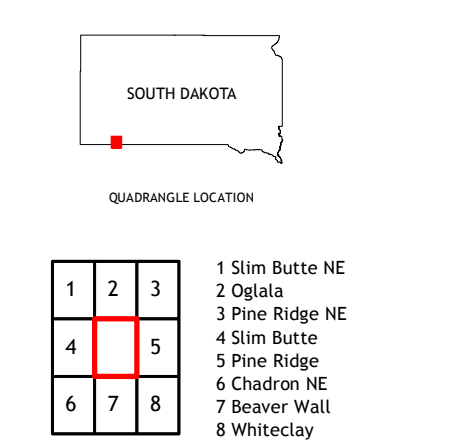 SOUTH DAKOTA
QUADRANGLE LOCATION
1 2 3
4 5
6 7 8
1 Slim Butte NE
2 Oglala
3 Pine Ridge NE
4 Slim Butte
5 Pine Ridge
6 Chadron NE
7 Beaver Wall
8 Whiteclay